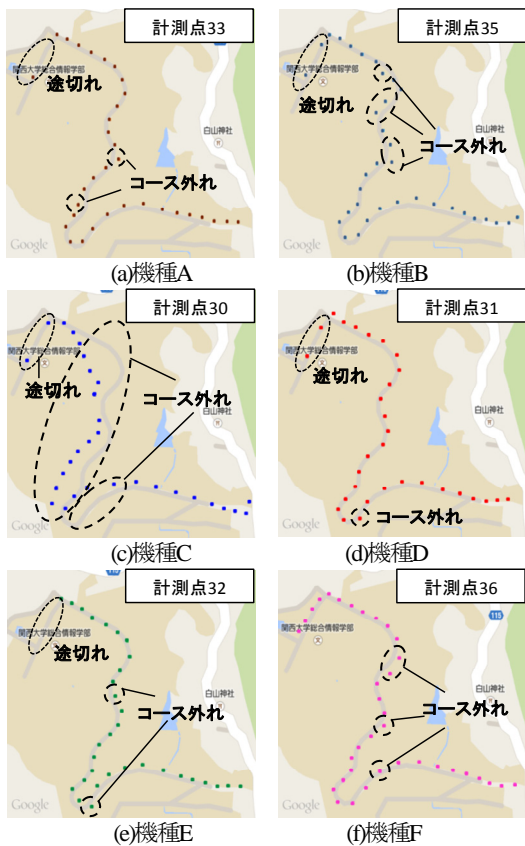 計測点33
関西大学総合情報学部
途切れ
白山神社
コース外れ
Google
(a)機種A
計測点35
関西大学総合情報学部
途切れ
白山神社
コース外れ
Google
(b)機種B
計測点30
関西大学総合情報学部
途切れ
コース外れ
白山神社
Google
(c)機種C
計測点31
関西大学総合情報学部
途切れ
白山神社
コース外れ
Google
(d)機種D
計測点32
関西大学総合情報学部
途切れ
白山神社
コース外れ
Google
(e)機種E
計測点36
115
関西大学総合情報学部
白山神社
コース外れ
Google
(f)機種F